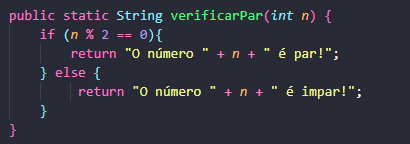 public static String verificarPar(int n) {
    if (n % 2 == 0){
        return "O número " + n + " é par!";
    } else {
         return "O número " + n + " é impar!";
    }
}